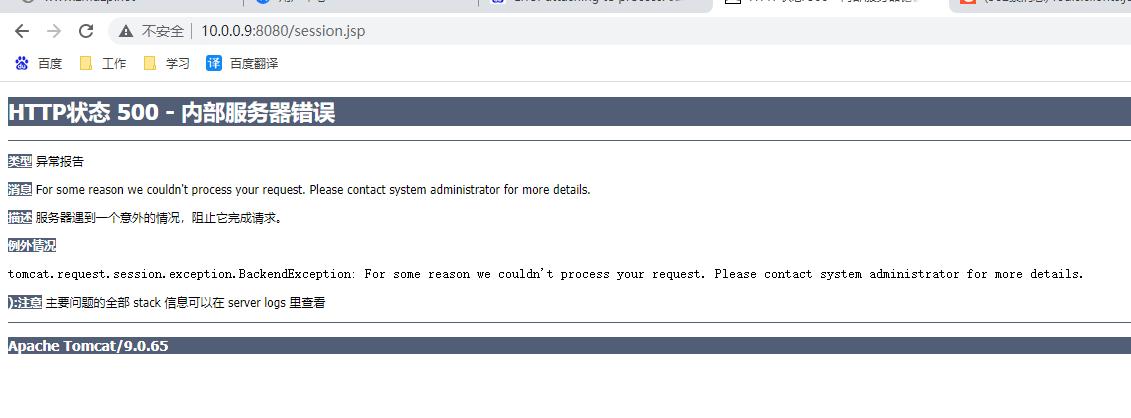 不安全 10.0.0.9:8080/session.jsp
百度 工作 学习 译 百度翻译
HTTP状态 500 - 内部服务器错误
类型 异常报告
消息 For some reason we couldn't process your request. Please contact system administrator for more details.
描述 服务器遇到一个意外的情况，阻止它完成请求。
例外情况
tomcat.request.session.exception.BackendException: For some reason we couldn't process your request. Please contact system administrator for more details.
):注意 主要问题的全部 stack 信息可以在 server logs 里查看
Apache Tomcat/9.0.65